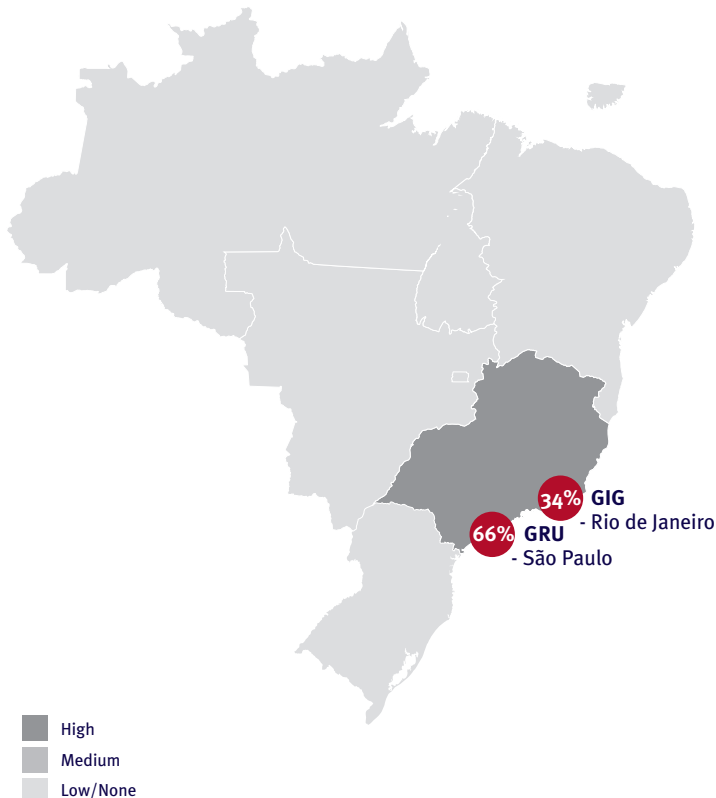 34% GIG
- Rio de Janeiro
66% GRU
- São Paulo
High
Medium
Low/None